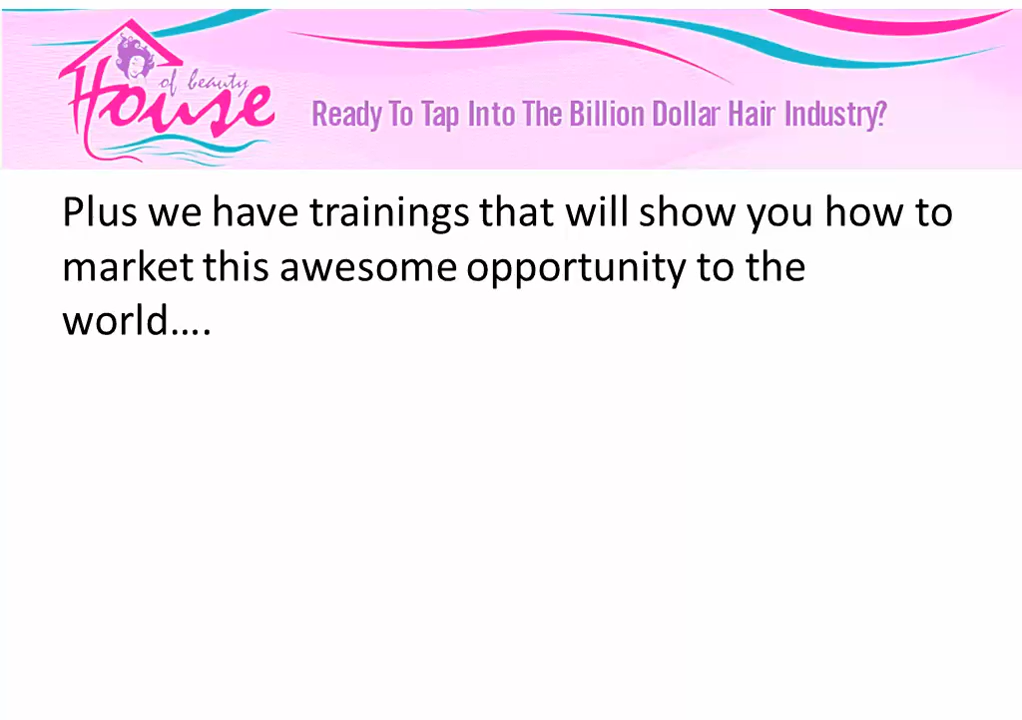 House of beauty
Ready To Tap Into The Billion Dollar Hair Industry?
Plus we have trainings that will show you how to
market this awesome opportunity to the
world….